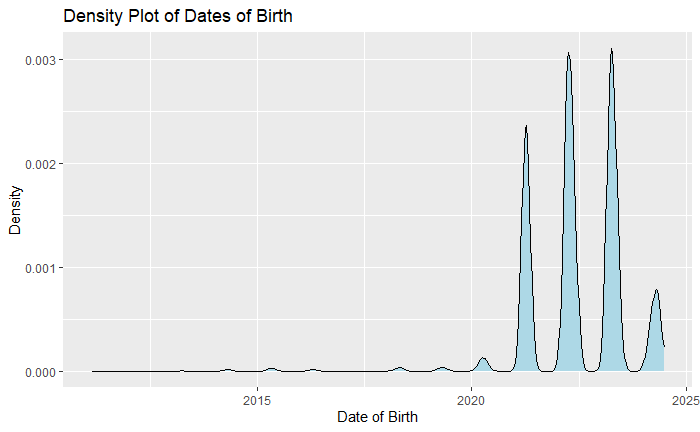 Density Plot of Dates of Birth
0.003
0.002
0.001
0.000
Density
2015
2020
2025
Date of Birth